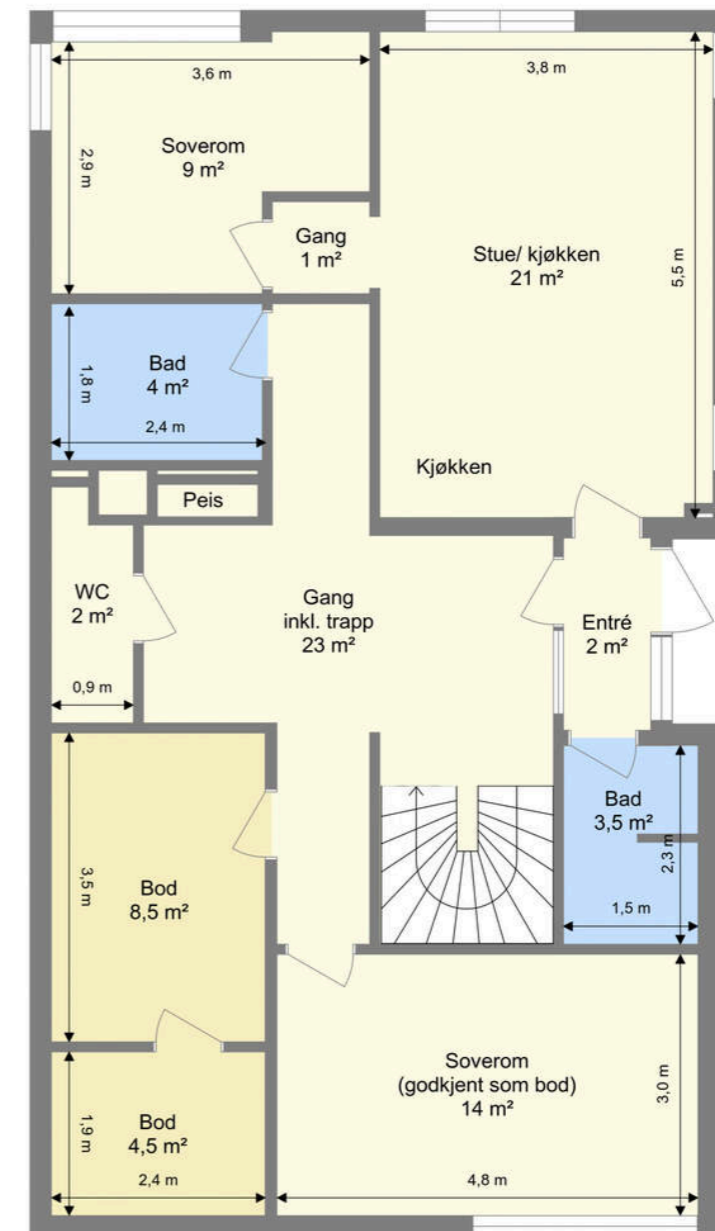 3,6 m
3,8 m
Soverom
9 m²
2,9 m
Gang
1 m²
Stue/ kjøkken
21 m²
5,5 m
Bad
4 m²
1,8 m
2,4 m
Kjøkken
Peis
WC
2 m²
0,9 m
Gang
inkl. trapp
23 m²
Entré
2 m²
Bad
3,5 m²
2,3 m
1,5 m
3,5 m
Bod
8,5 m²
Soverom
(godkjent som bod)
14 m²
3,0 m
4,8 m
Bod
4,5 m²
1,9 m
2,4 m